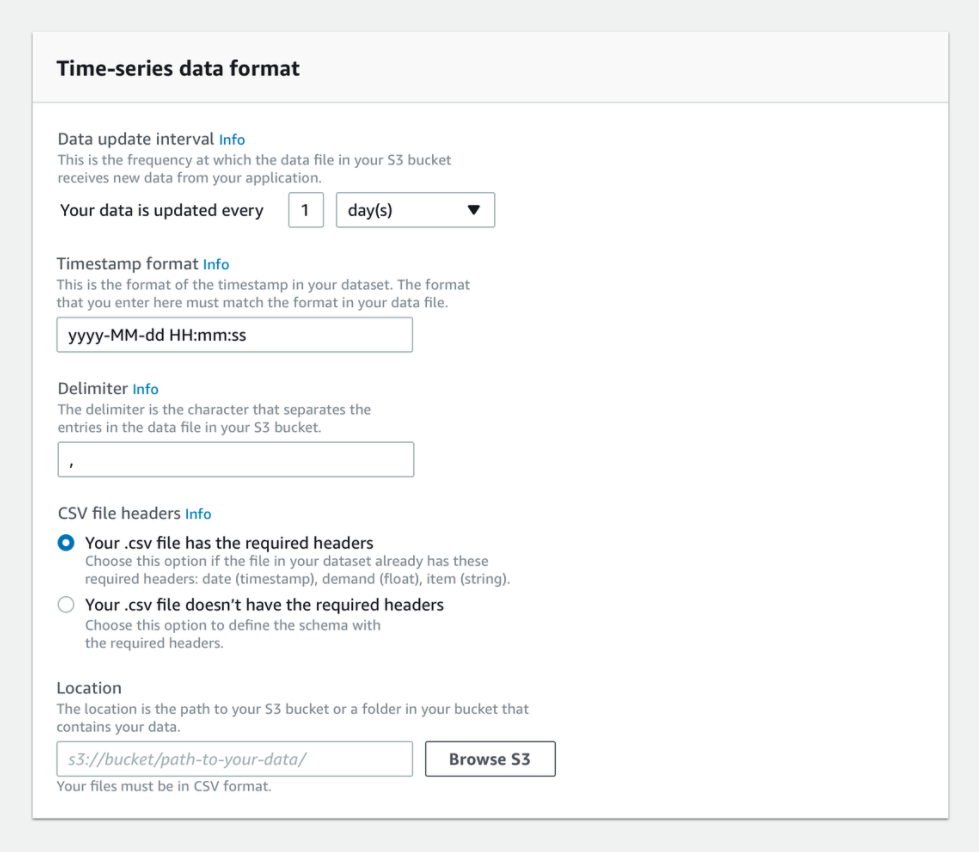 Time-series data format
Data update interval Info
This is the frequency at which the data file in your S3 bucket
receives new data from your application.
Your data is updated every 1 day(s)
Timestamp format Info
This is the format of the timestamp in your dataset. The format
that you enter here must match the format in your data file.
yyyy-MM-dd HH:mm:ss
Delimiter Info
The delimiter is the character that separates the
entries in the data file in your S3 bucket.
,
CSV file headers Info
Your .csv file has the required headers
Choose this option if the file in your dataset already has these
required headers: date (timestamp), demand (float), item (string).
Your .csv file doesn’t have the required headers
Choose this option to define the schema with
the required headers.
Location
The location is the path to your S3 bucket or a folder in your bucket that
contains your data.
s3://bucket/path-to-your-data/ Browse S3
Your files must be in CSV format.